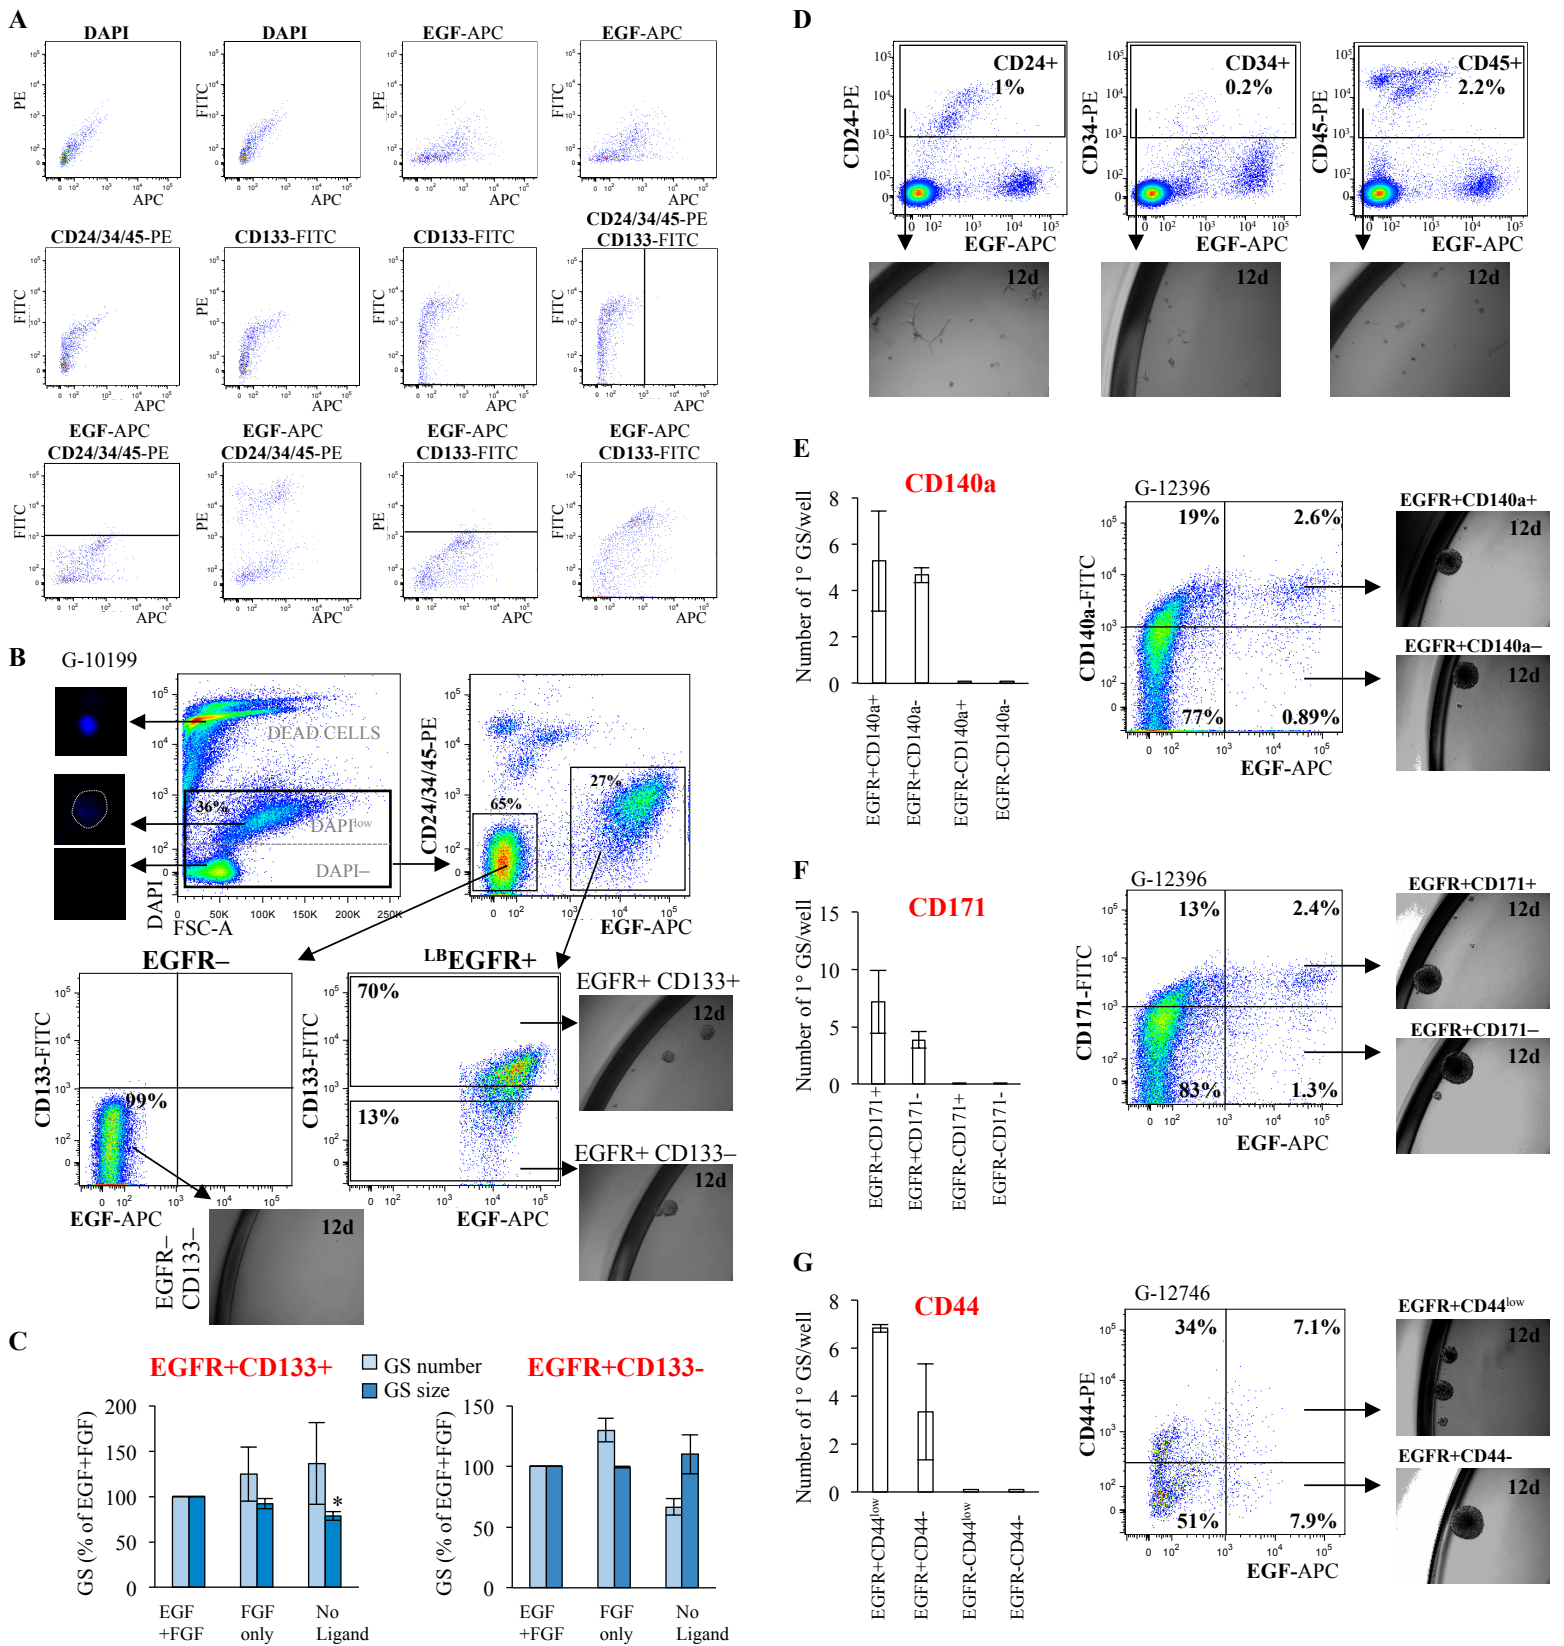 A
DAPI
DAPI
EGF-APC
EGF-APC
PE
FITC
PE
FITC
APC
APC
APC
APC
CD24/34/45-PE
CD133-FITC
CD133-FITC
CD24/34/45-PE
CD133-FITC
FITC
PE
FITC
FITC
APC
APC
APC
APC
EGF-APC
CD24/34/45-PE
EGF-APC
CD24/34/45-PE
EGF-APC
CD133-FITC
EGF-APC
CD133-FITC
FITC
PE
PE
FITC
APC
APC
APC
APC
B
G-10199
DEAD CELLS
36%
DAPIlow
DAPI–
DAPI
0 50K 100K 150K 200K 250K
FSC-A
CD24/34/45-PE
65%
27%
EGF-APC
EGFR–
LBEGFR+
CD133-FITC
99%
EGF-APC
CD133-FITC
70%
13%
EGF-APC
EGFR+ CD133+
12d
EGFR+ CD133–
12d
EGFR–
CD133–
12d
C
EGFR+CD133+
GS number
GS size
EGFR+CD133-
GS (% of EGF+FGF)
200
150
100
50
0
*
EGF +FGF
FGF only
No Ligand
GS (% of EGF+FGF)
150
100
50
0
EGF +FGF
FGF only
No Ligand
D
CD24-PE
CD24+
1%
EGF-APC
CD34-PE
CD34+
0.2%
EGF-APC
CD45-PE
CD45+
2.2%
EGF-APC
12d
12d
12d
E
CD140a
Number of 1° GS/well
8
6
4
2
0
EGFR+CD140a+
EGFR+CD140a-
EGFR-CD140a+
EGFR-CD140a-
G-12396
19%
2.6%
77%
0.89%
CD140a-FITC
EGF-APC
EGFR+CD140a+
12d
EGFR+CD140a–
12d
F
CD171
Number of 1° GS/well
15
10
5
0
EGFR+CD171+
EGFR+CD171-
EGFR-CD171+
EGFR-CD171-
G-12396
13%
2.4%
83%
1.3%
CD171-FITC
EGF-APC
EGFR+CD171+
12d
EGFR+CD171–
12d
G
CD44
Number of 1° GS/well
8
6
4
2
0
EGFR+CD44low
EGFR+CD44-
EGFR-CD44low
EGFR-CD44-
G-12746
34%
7.1%
51%
7.9%
CD44-PE
EGF-APC
EGFR+CD44low
12d
EGFR+CD44-
12d